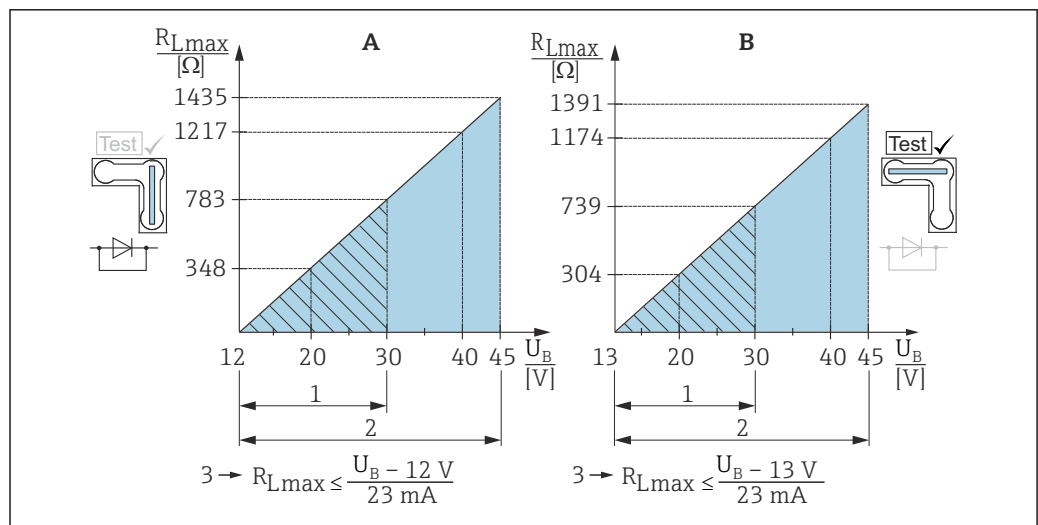 A
R_Lmax
[Ω]
1435
1217
783
348
Test
12 20 30 40 45
U_B
[V]
1
2
3 → R_Lmax ≤ U_B – 12 V
23 mA
B
R_Lmax
[Ω]
1391
1174
739
304
Test
13 20 30 40 45
U_B
[V]
1
2
3 → R_Lmax ≤ U_B – 13 V
23 mA